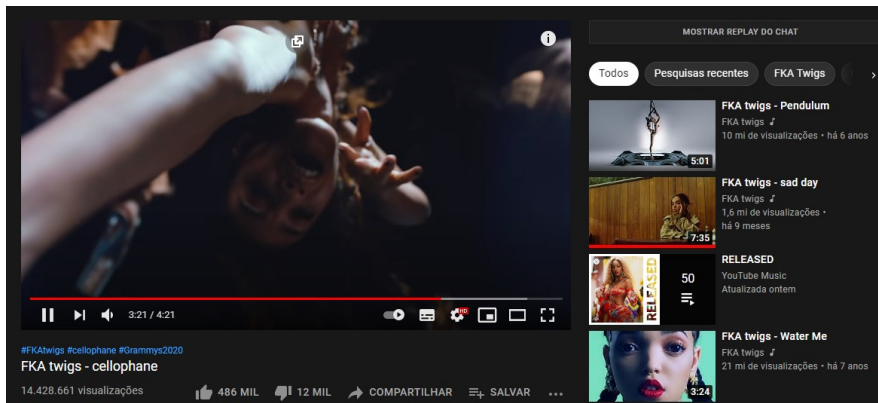 MOSTRAR REPLAY DO CHAT
Todos
Pesquisas recentes
FKA Twigs
FKA twigs - Pendulum
FKA twigs
10 mi de visualizações • há 6 anos
5:01
FKA twigs - sad day
FKA twigs
1,6 mi de visualizações •
há 9 meses
7:35
RELEASED
YouTube Music
Atualizada ontem
RELEASED
50
FKA twigs - Water Me
FKA twigs
21 mi de visualizações • há 7 anos
3:24
3:21 / 4:21
HD
#FKAtwigs #cellophane #Grammys2020
FKA twigs - cellophane
14.428.661 visualizações
486 MIL
12 MIL
COMPARTILHAR
SALVAR